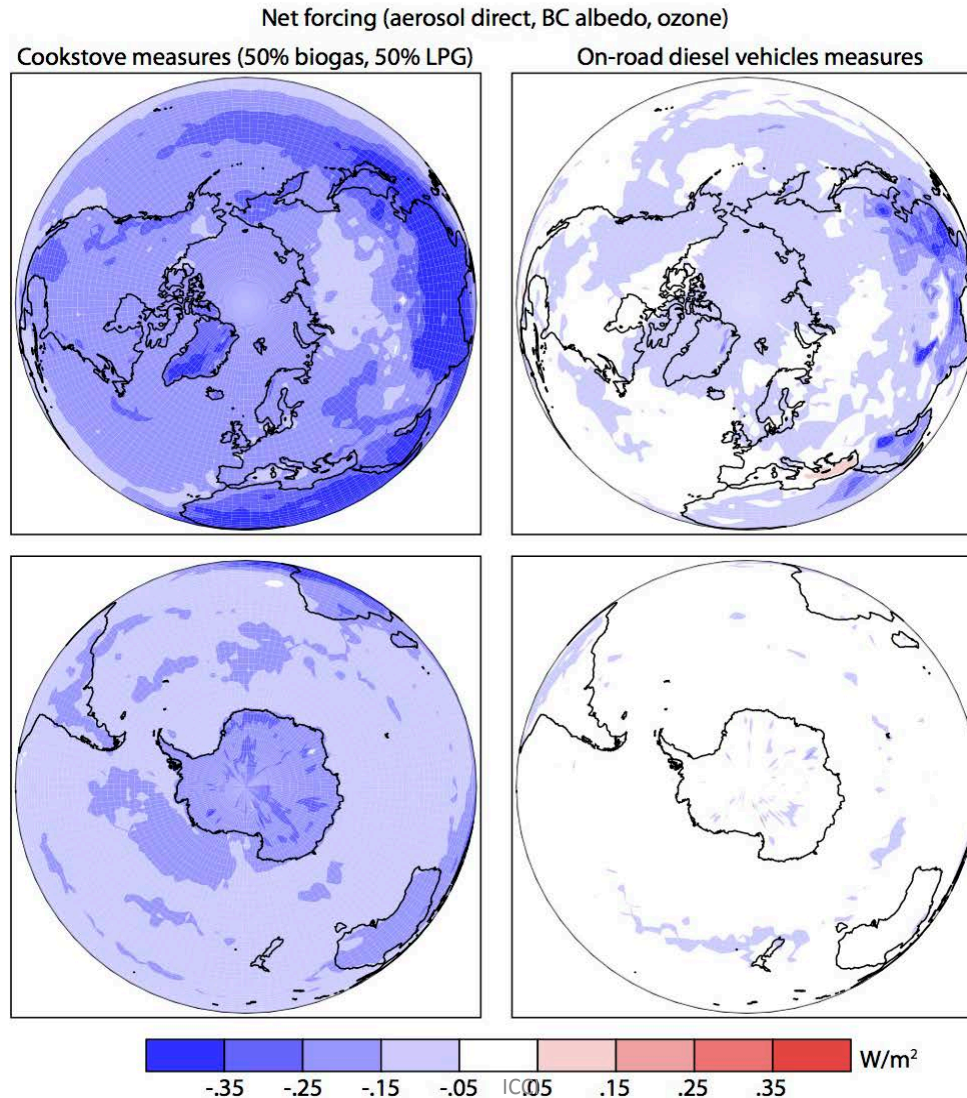 Net forcing (aerosol direct, BC albedo, ozone)
Cookstove measures (50% biogas, 50% LPG)
On-road diesel vehicles measures
W/m²
-.35 -.25 -.15 -.05 .05 .15 .25 .35